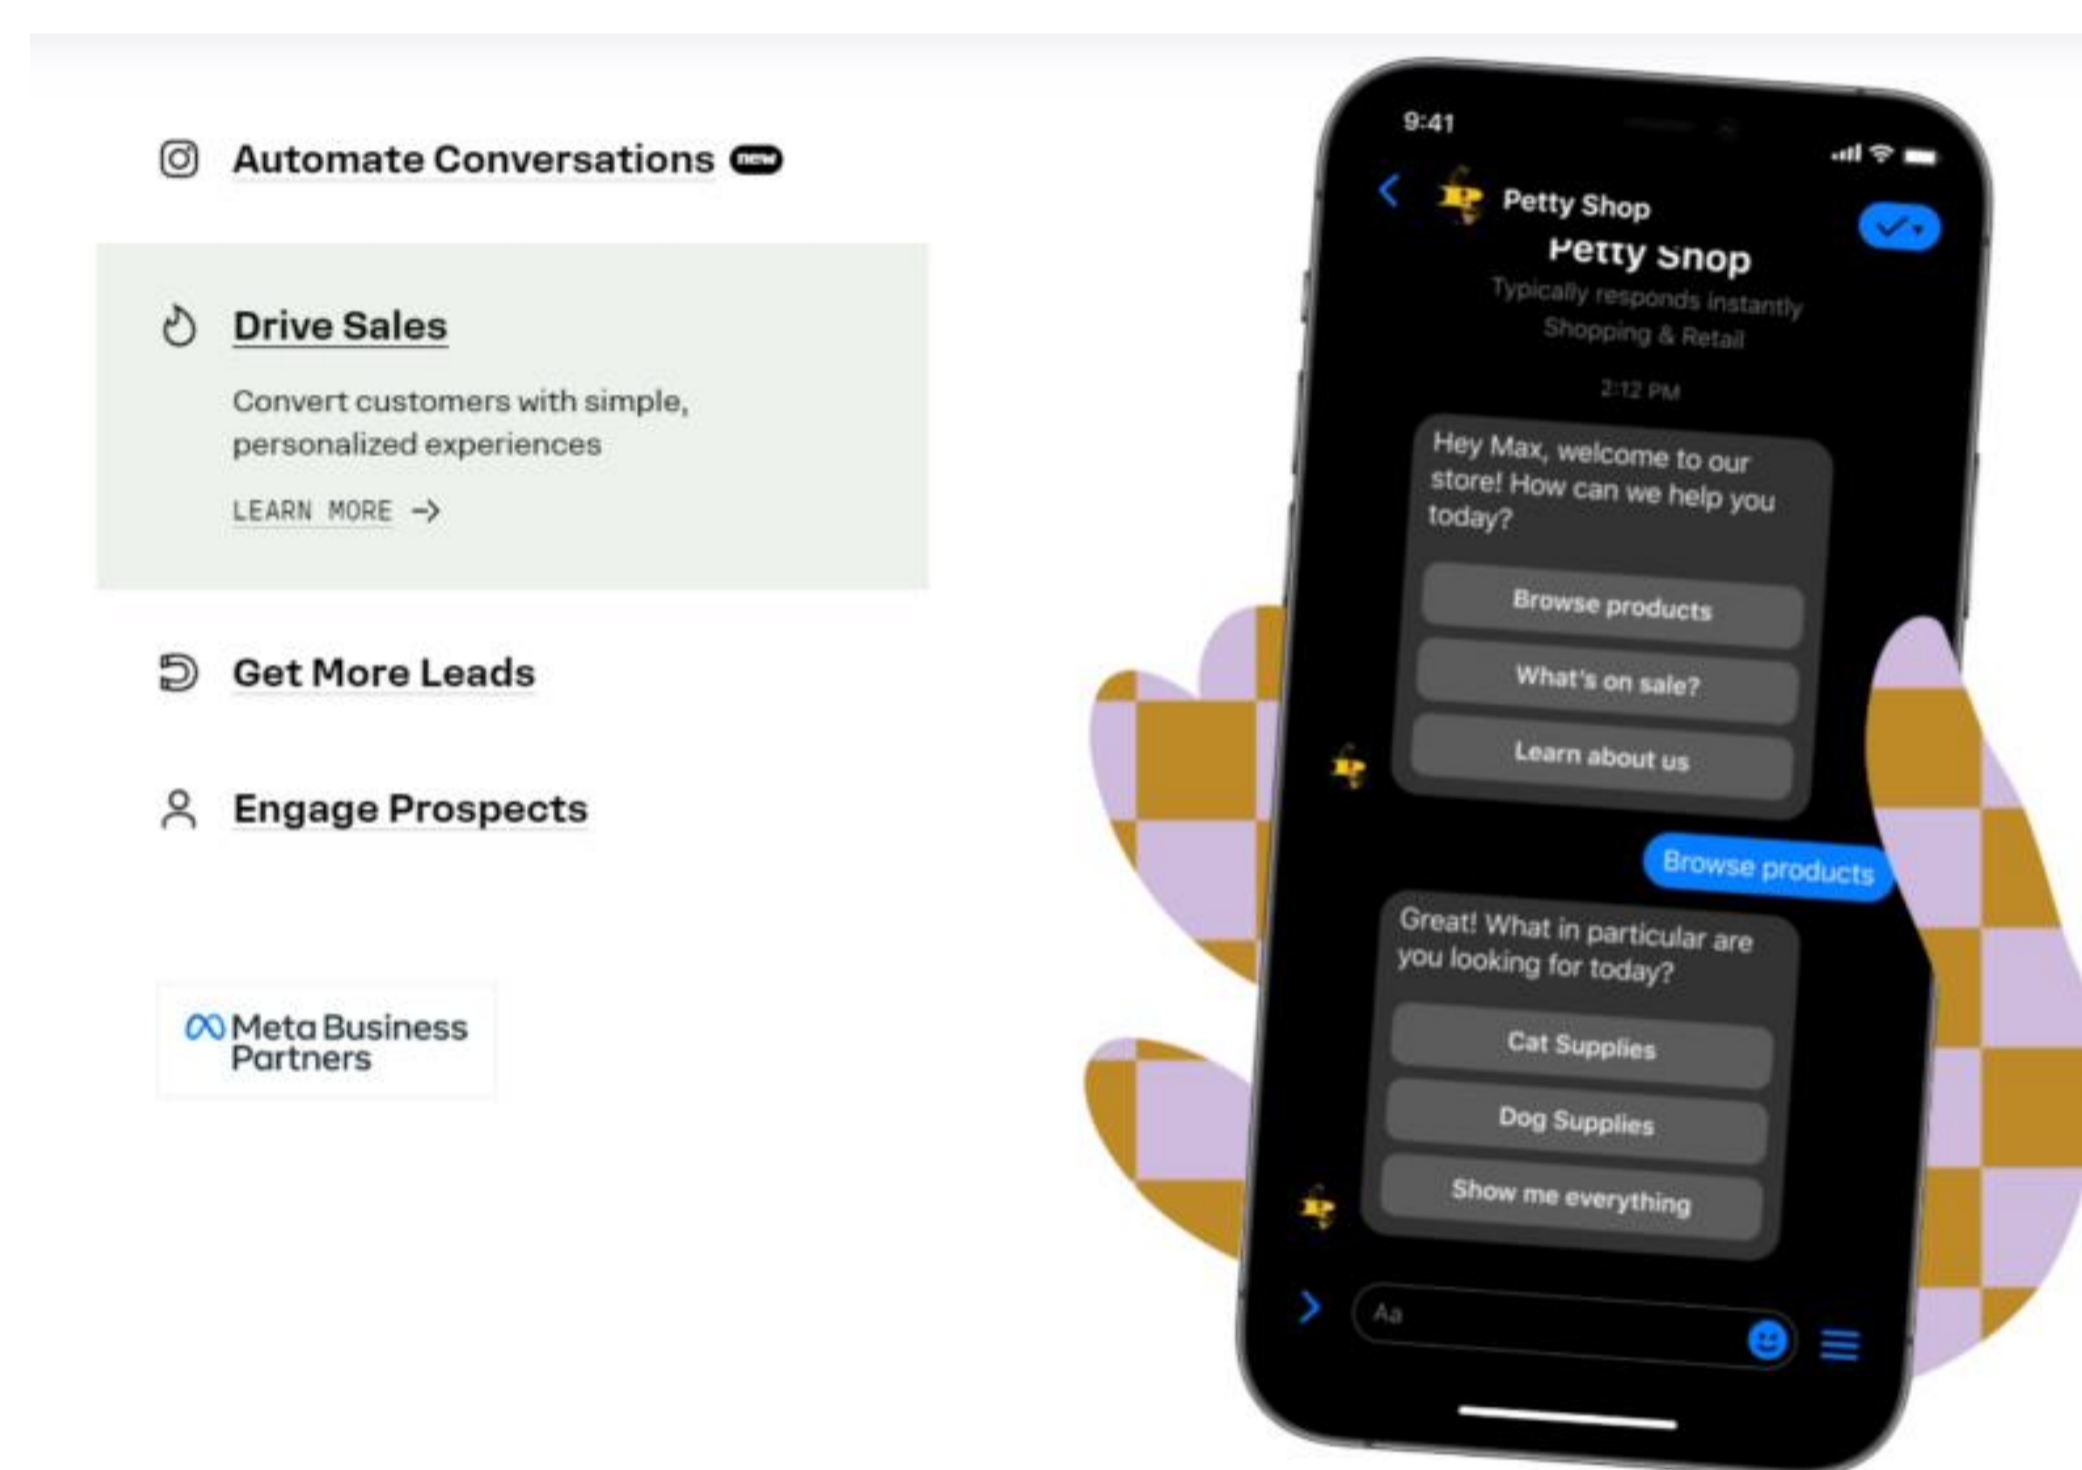 Automate Conversations new
Drive Sales
Convert customers with simple,
personalized experiences
LEARN MORE →
Get More Leads
Engage Prospects
Meta Business
Partners
9:41
Petty Shop
Petty Shop
Typically responds instantly
Shopping & Retail
2:12 PM
Hey Max, welcome to our
store! How can we help you
today?
Browse products
What's on sale?
Learn about us
Browse products
Great! What in particular are
you looking for today?
Cat Supplies
Dog Supplies
Show me everything
Aa